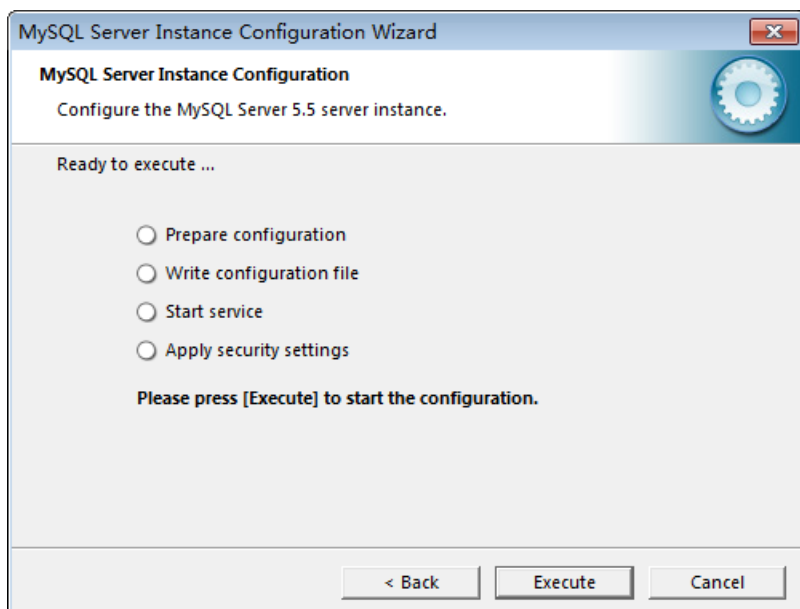 MySQL Server Instance Configuration Wizard
MySQL Server Instance Configuration
Configure the MySQL Server 5.5 server instance.
Ready to execute ...
Prepare configuration
Write configuration file
Start service
Apply security settings
Please press [Execute] to start the configuration.
< Back Execute Cancel